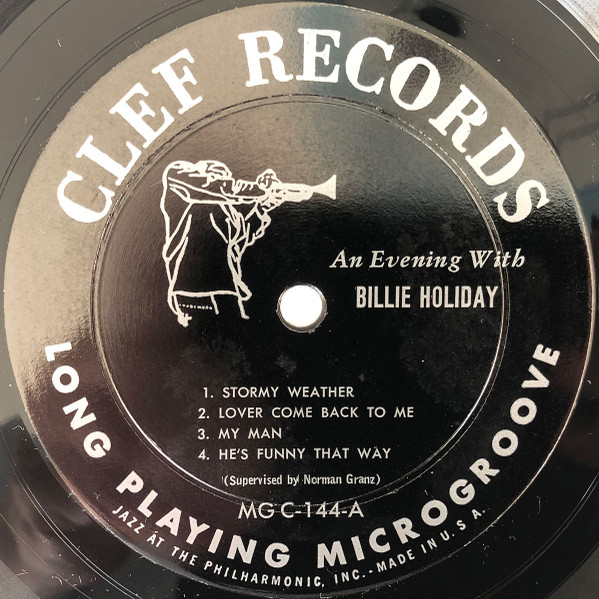 CLEF RECORDS
An Evening With
BILLIE HOLIDAY
1. STORMY WEATHER
2. LOVER COME BACK TO ME
3. MY MAN
4. HE'S FUNNY THAT WAY
(Supervised by Norman Granz)
MG C-144-A
LONG PLAYING MICROGROOVE
JAZZ AT THE PHILHARMONIC, INC. - MADE IN U.S.A.